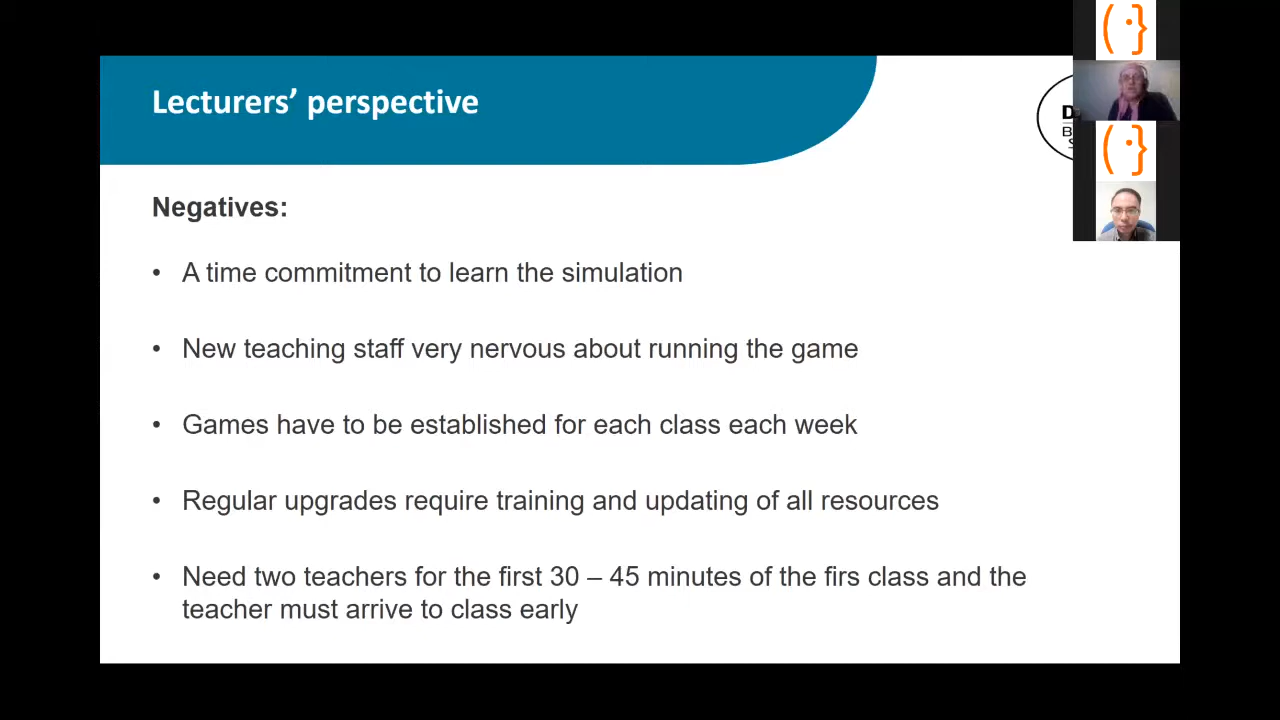 Lecturers’ perspective
Negatives:
• A time commitment to learn the simulation
• New teaching staff very nervous about running the game
• Games have to be established for each class each week
• Regular upgrades require training and updating of all resources
• Need two teachers for the first 30 – 45 minutes of the firs class and the
teacher must arrive to class early